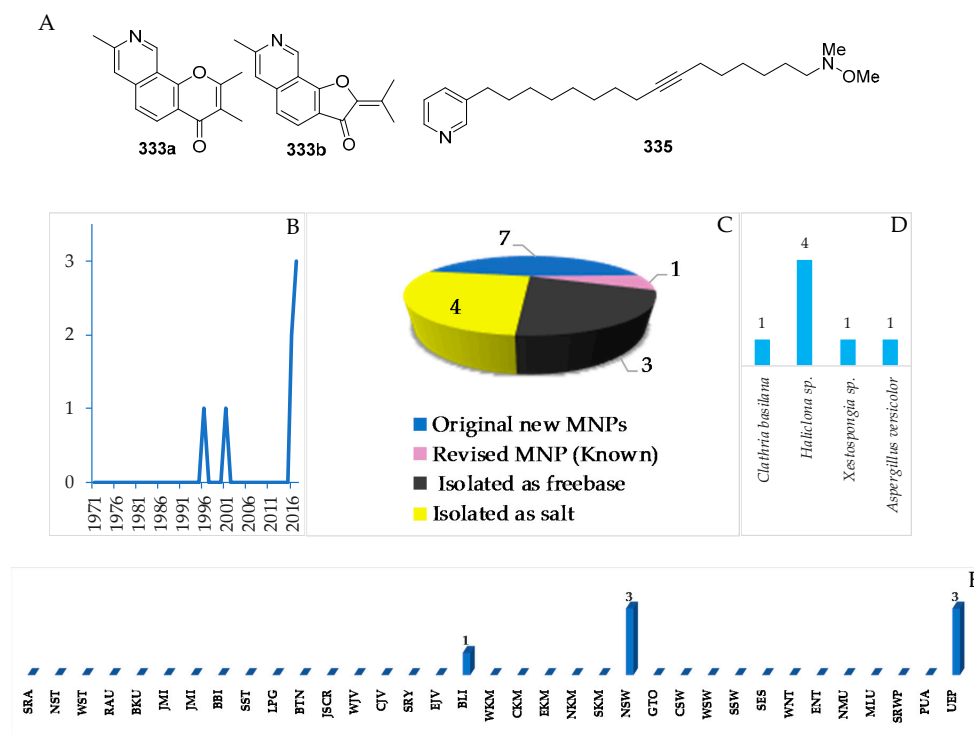 A
N
O
O
333a
N
O
O
333b
N
Me
N
OMe
335
B
3
2
1
0
1971
1976
1981
1986
1991
1996
2001
2006
2011
2016
C
7
1
4
3
Original new MNPs
Revised MNP (Known)
Isolated as freebase
Isolated as salt
D
1
4
1
1
Clathria basilana
Haliclona sp.
Xestospongia sp.
Aspergillus versicolor
1
3
3
SRA
NST
WST
RAU
BKU
JMI
JMI
BBI
SST
LPG
BTN
JSCR
WJV
CJV
SRY
EJV
BLI
WKM
CKM
EKM
NKM
SKM
NSW
GTO
CSW
WSW
SSW
SES
WNT
ENT
NMU
MLU
SRWP
PUA
UEP